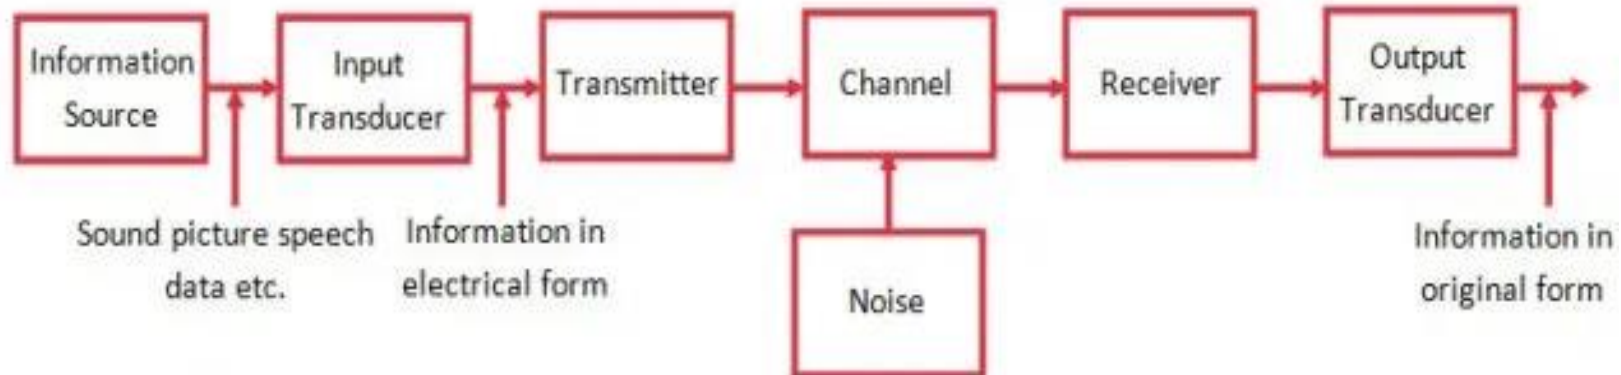 Information
Source
Input
Transducer
Transmitter
Channel
Receiver
Output
Transducer
Sound picture speech
data etc.
Information in
electrical form
Noise
Information in
original form